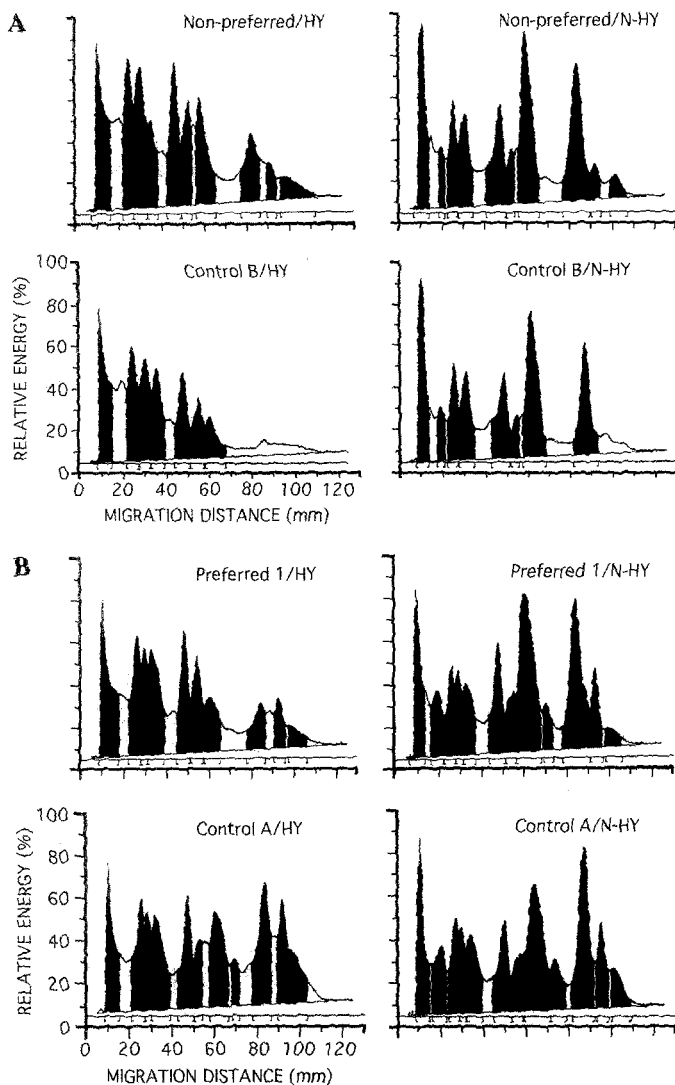 A
Non-preferred/HY
Non-preferred/N-HY
Control B/HY
Control B/N-HY
RELATIVE ENERGY (%)
100
80
60
40
20
0
0 20 40 60 80 100 120
MIGRATION DISTANCE (mm)
B
Preferred 1/HY
Preferred 1/N-HY
Control A/HY
Control A/N-HY
RELATIVE ENERGY (%)
100
80
60
40
20
0
0 20 40 60 80 100 120
MIGRATION DISTANCE (mm)